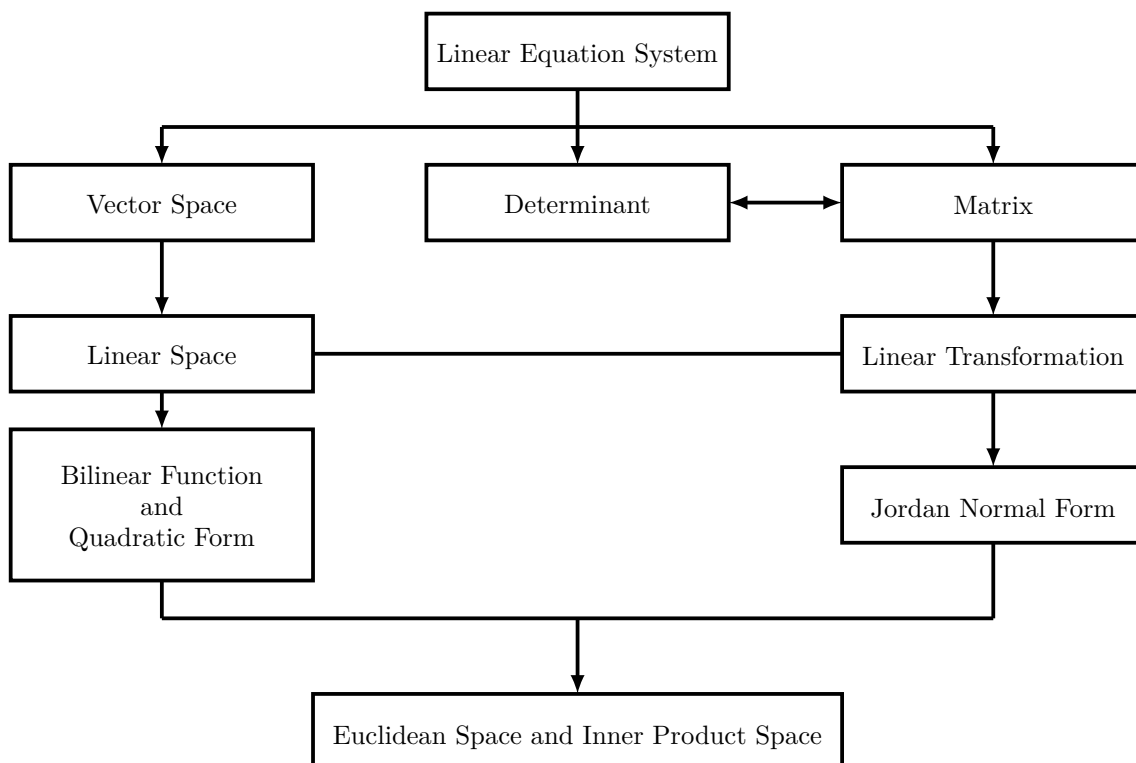 Linear Equation System
Vector Space
Determinant
Matrix
Linear Space
Linear Transformation
Bilinear Function
and
Quadratic Form
Jordan Normal Form
Euclidean Space and Inner Product Space